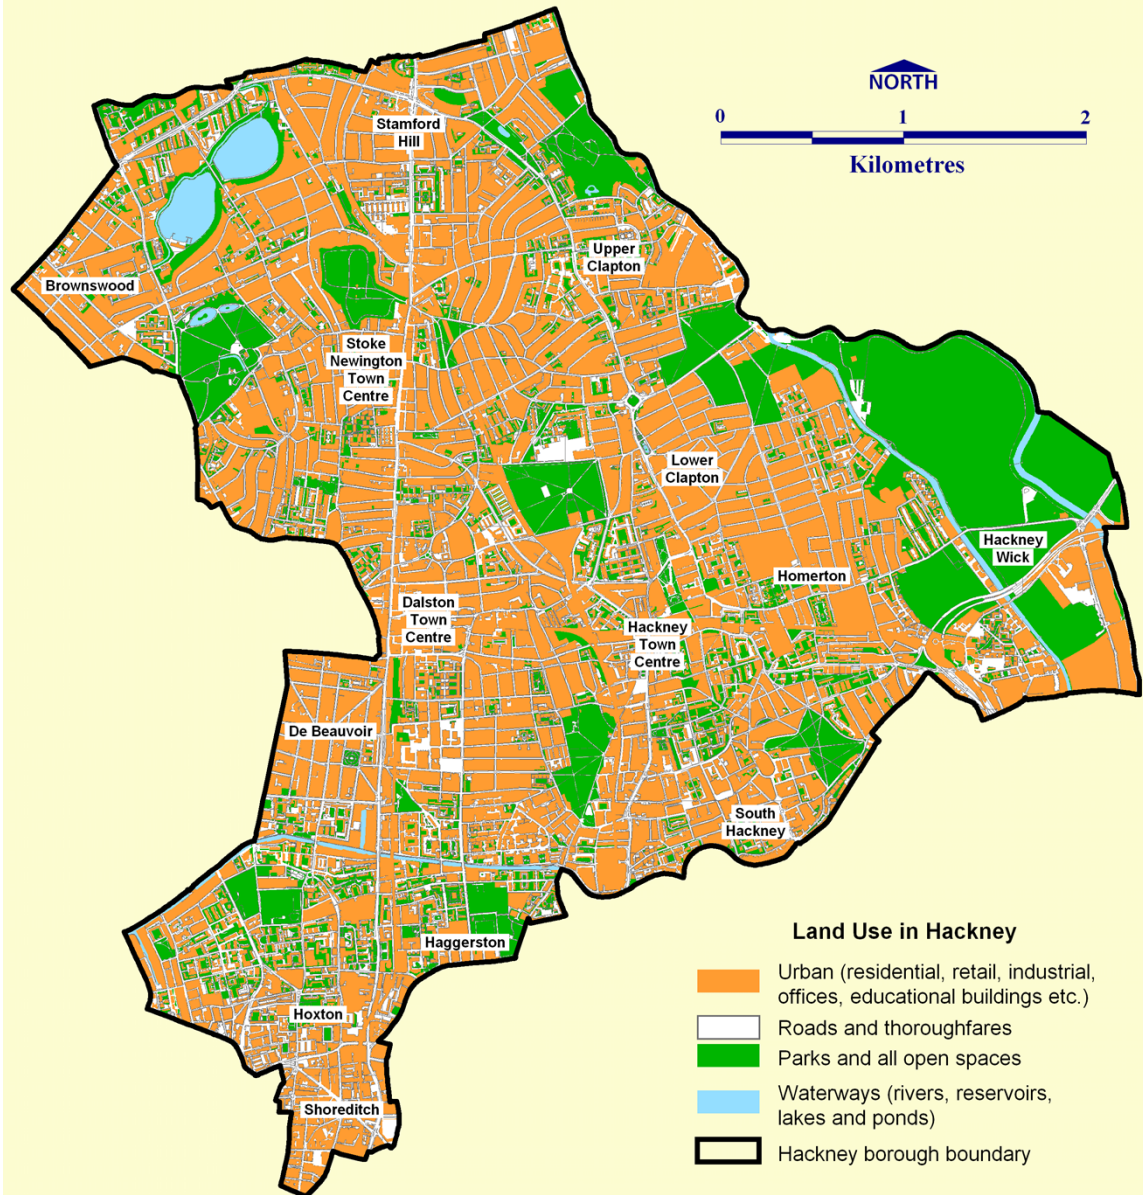 NORTH
0 1 2
Kilometres
Stamford
Hill
Upper
Clapton
Brownswood
Stoke
Newington
Town
Centre
Lower
Clapton
Hackney
Wick
Homerton
Dalston
Town
Centre
Hackney
Town
Centre
De Beauvoir
South
Hackney
Haggerston
Hoxton
Shoreditch
Land Use in Hackney
Urban (residential, retail, industrial,
offices, educational buildings etc.)
Roads and thoroughfares
Parks and all open spaces
Waterways (rivers, reservoirs,
lakes and ponds)
Hackney borough boundary